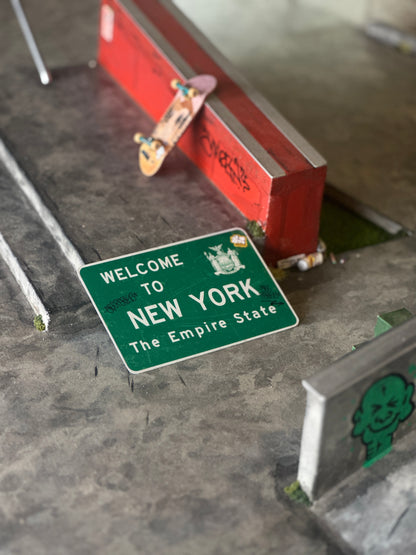 WELCOME
TO
NEW YORK
The Empire State